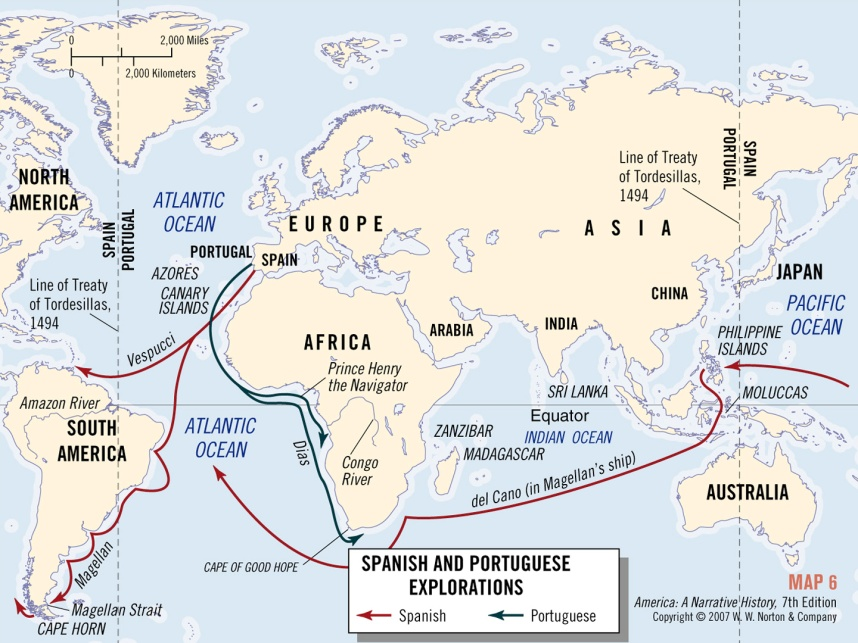 0
2,000 Miles
0
2,000 Kilometers
NORTH
AMERICA
ATLANTIC
OCEAN
SPAIN
PORTUGAL
EUROPE
PORTUGAL
SPAIN
AZORES
CANARY
ISLANDS
Line of Treaty
of Tordesillas,
1494
Line of Treaty
of Tordesillas,
1494
PORTUGAL
SPAIN
ASIA
JAPAN
CHINA
PACIFIC
OCEAN
PHILIPPINE
ISLANDS
AFRICA
ARABIA
INDIA
Vespucci
Prince Henry
the Navigator
SRI LANKA
MOLUCCAS
Amazon River
SOUTH
AMERICA
ATLANTIC
OCEAN
Equator
INDIAN OCEAN
ZANZIBAR
MADAGASCAR
Dias
Congo
River
del Cano (in Magellan's ship)
AUSTRALIA
Magellan
CAPE OF GOOD HOPE
Magellan Strait
CAPE HORN
SPANISH AND PORTUGUESE
EXPLORATIONS
Spanish
Portuguese
MAP 6
America: A Narrative History, 7th Edition
Copyright © 2007 W. W. Norton & Company